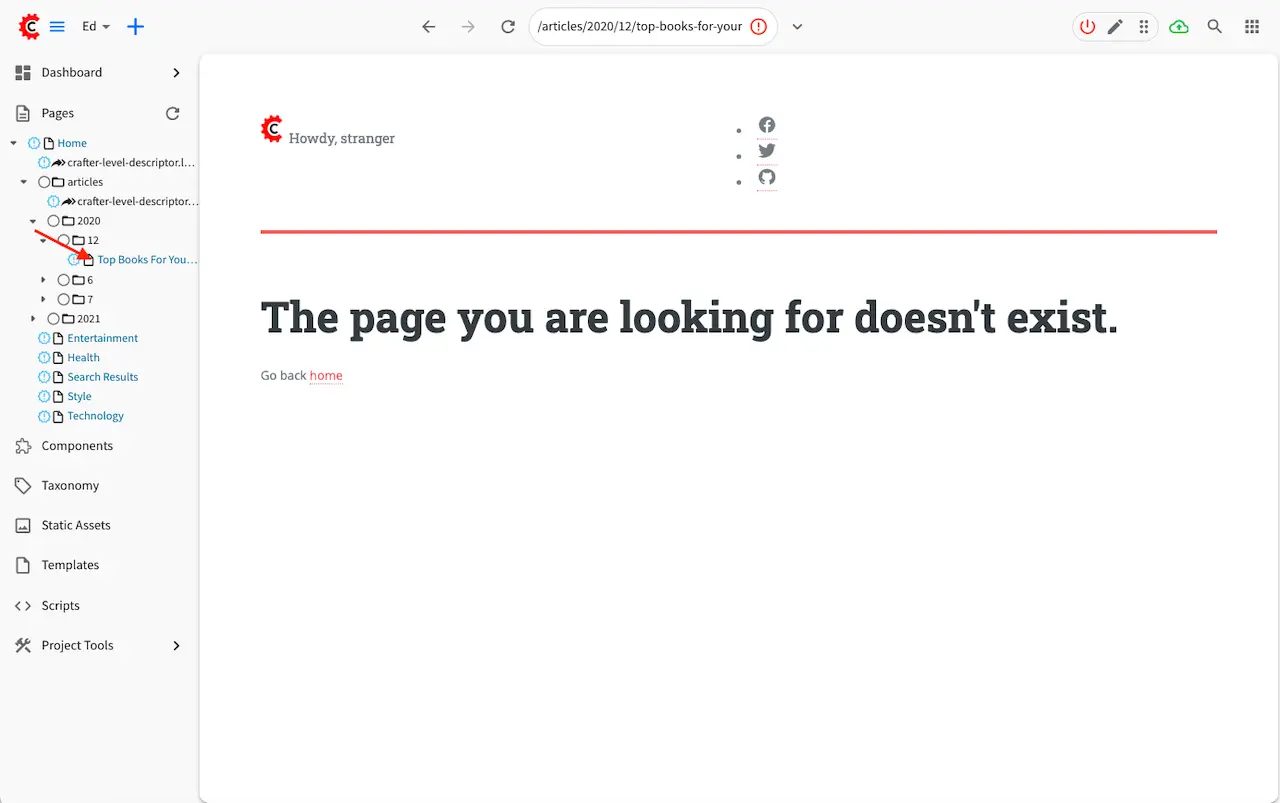 Ed
/articles/2020/12/top-books-for-your
Dashboard
Pages
Home
crafter-level-descriptor.l...
articles
crafter-level-descriptor...
2020
12
Top Books For You...
6
7
2021
Entertainment
Health
Search Results
Style
Technology
Components
Taxonomy
Static Assets
Templates
Scripts
Project Tools
C
Howdy, stranger
The page you are looking for doesn't exist.
Go back home